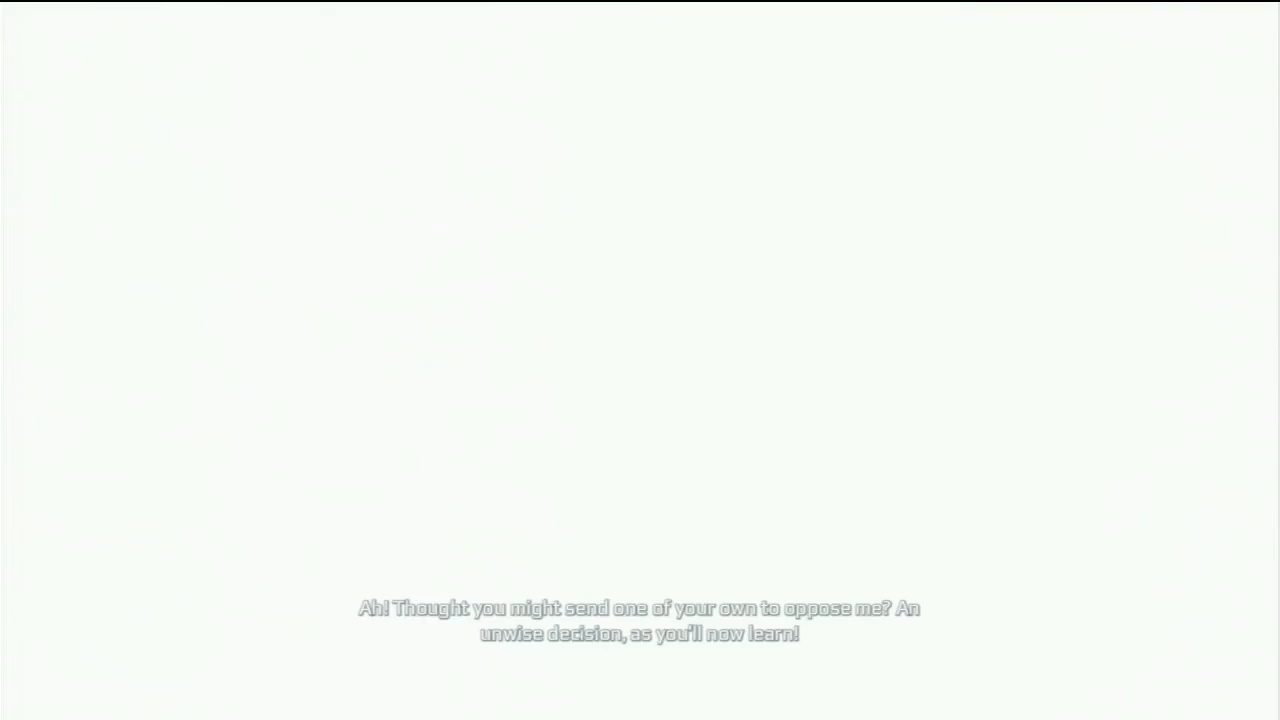 Ah! Thought you might send one of your own to oppose me? An
unwise decision, as you'll now learn!